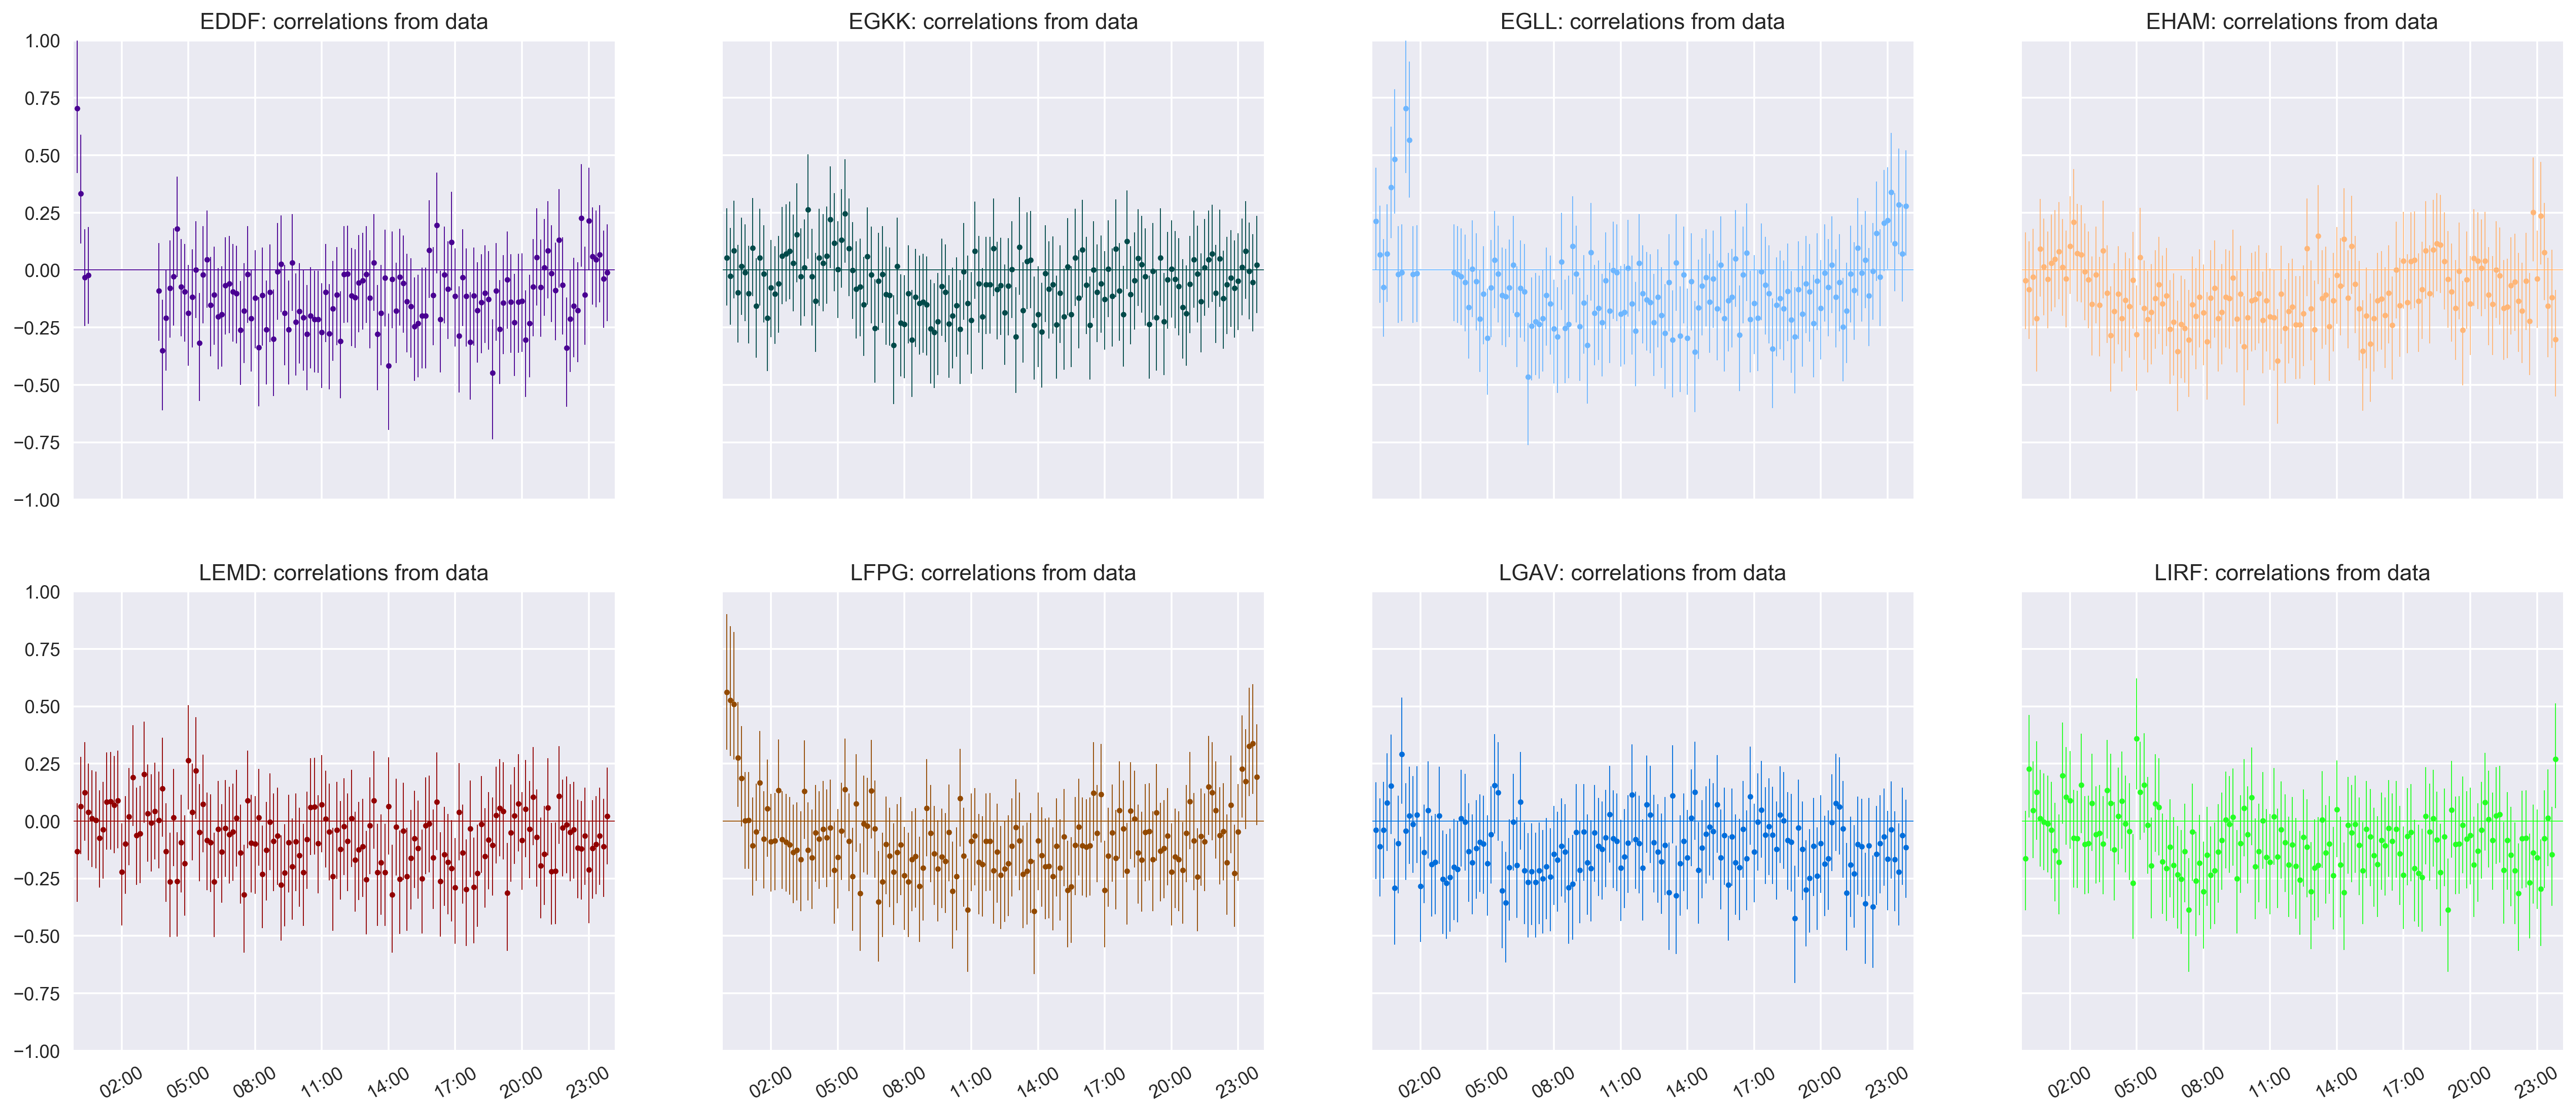 EDDF: correlations from data
EGKK: correlations from data
EGLL: correlations from data
EHAM: correlations from data
1.00
0.75
0.50
0.25
0.00
−0.25
−0.50
−0.75
−1.00
LEMD: correlations from data
LFPG: correlations from data
LGAV: correlations from data
LIRF: correlations from data
1.00
0.75
0.50
0.25
0.00
−0.25
−0.50
−0.75
−1.00
02:00 05:00 08:00 11:00 14:00 17:00 20:00 23:00
02:00 05:00 08:00 11:00 14:00 17:00 20:00 23:00
02:00 05:00 08:00 11:00 14:00 17:00 20:00 23:00
02:00 05:00 08:00 11:00 14:00 17:00 20:00 23:00